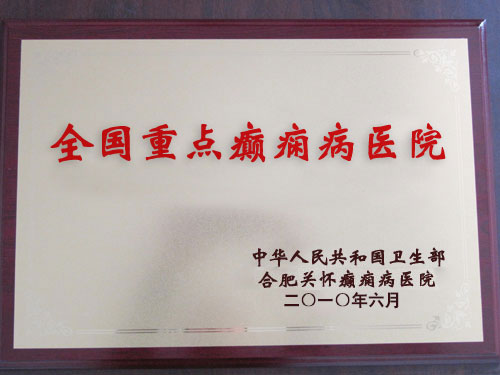 全国重点癫痫病医院
中华人民共和国卫生部
合肥关怀癫痫病医院
二〇一〇年六月